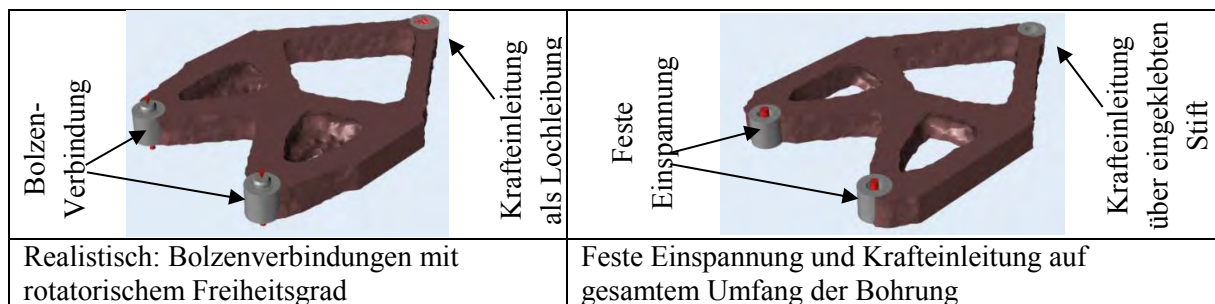 Bolzen-
Verbindung
Krafteinleitung
als Lochleibung
Feste
Einspannung
Krafteinleitung
über eingeklebten
Stift
Realistisch: Bolzenverbindungen mit
rotatorischem Freiheitsgrad
Feste Einspannung und Krafteinleitung auf
gesamtem Umfang der Bohrung